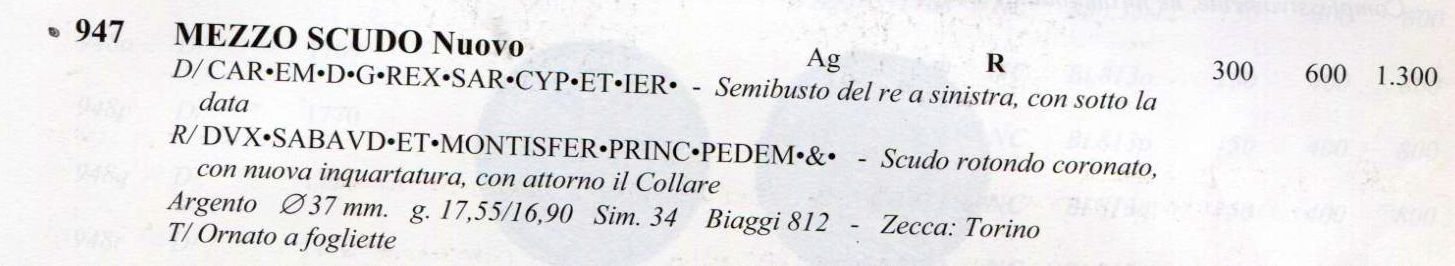 947 MEZZO SCUDO Nuovo Ag R 300 600 1.300
D/ CAR•EM•D•G•REX•SAR•CYP•ET•IER• - Semibusto del re a sinistra, con sotto la
data
R/ DVX•SABAVD•ET•MONTISFER•PRINC•PEDEM•&• - Scudo rotondo coronato,
con nuova inquartatura, con attorno il Collare
Argento Ø 37 mm. g. 17,55/16,90 Sim. 34 Biaggi 812 - Zecca: Torino
T/ Ornato a fogliette